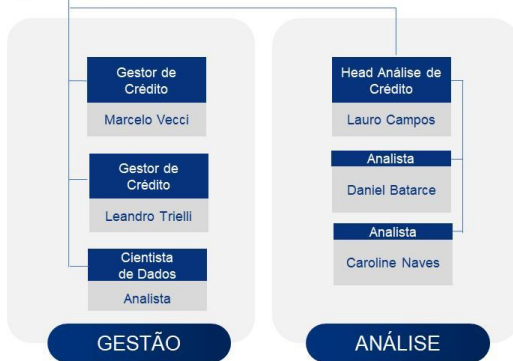 Gestor de
Crédito
Marcelo Vecci
Gestor de
Crédito
Leandro Trielli
Cientista
de Dados
Analista
GESTÃO
Head Análise de
Crédito
Lauro Campos
Analista
Daniel Batarce
Analista
Caroline Naves
ANÁLISE